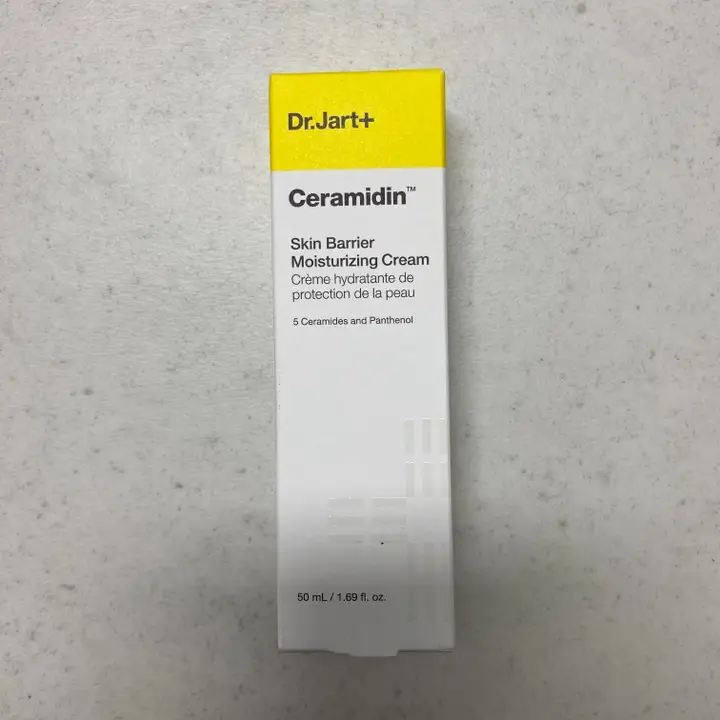 Dr.Jart+
Ceramidin™
Skin Barrier
Moisturizing Cream
Crème hydratante de
protection de la peau
5 Ceramides and Panthenol
50 mL / 1.69 fl. oz.